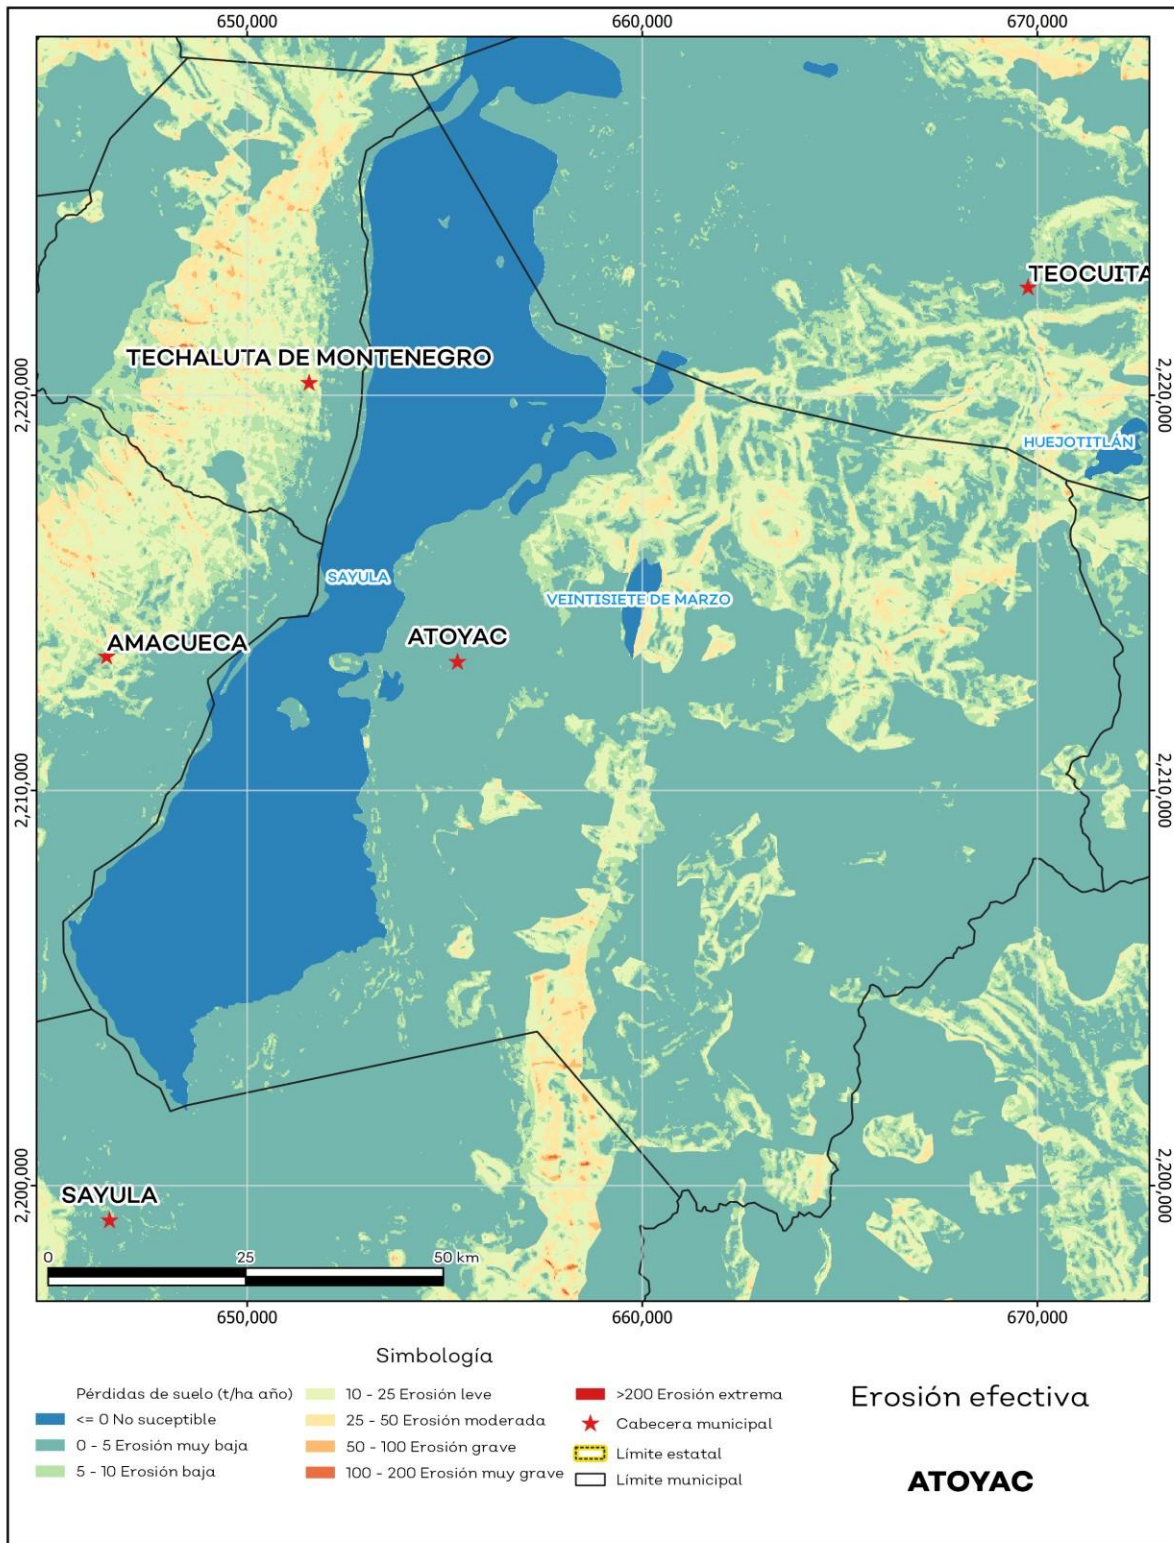 650,000
660,000
670,000
TEOCUITA
TECHALUTA DE MONTENEGRO
2,220,000
2,220,000
HUEJOTITLÁN
SAYULA
VEINTISIETE DE MARZO
ATOYAC
AMACUECA
2,210,000
2,210,000
2,200,000
2,200,000
SAYULA
0 25 50 km
650,000
660,000
670,000
Simbología
Pérdidas de suelo (t/ha año)
<= 0 No suceptible
0 - 5 Erosión muy baja
5 - 10 Erosión baja
10 - 25 Erosión leve
25 - 50 Erosión moderada
50 - 100 Erosión grave
100 - 200 Erosión muy grave
>200 Erosión extrema
Cabecera municipal
Límite estatal
Límite municipal
Erosión efectiva
ATOYAC